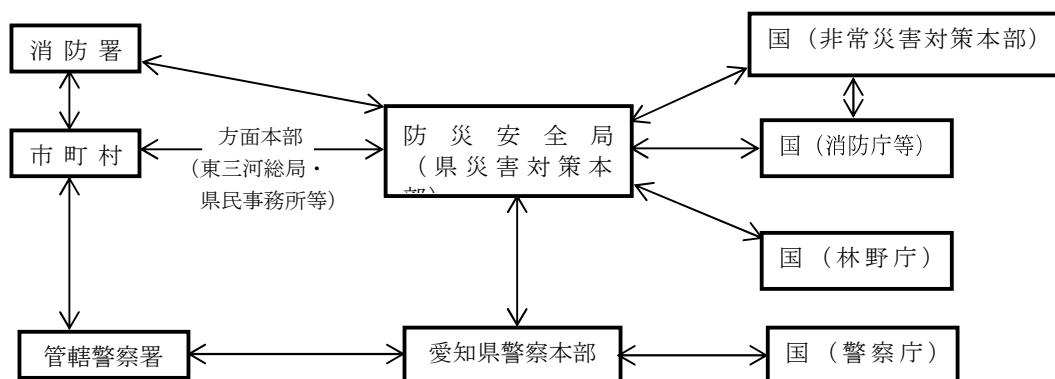 消防署
国（非常災害対策本部）
市町村
方面本部
（東三河総局・
県民事務所等）
防災安全局
（県災害対策本
部）
国（消防庁等）
国（林野庁）
管轄警察署
愛知県警察本部
国（警察庁）